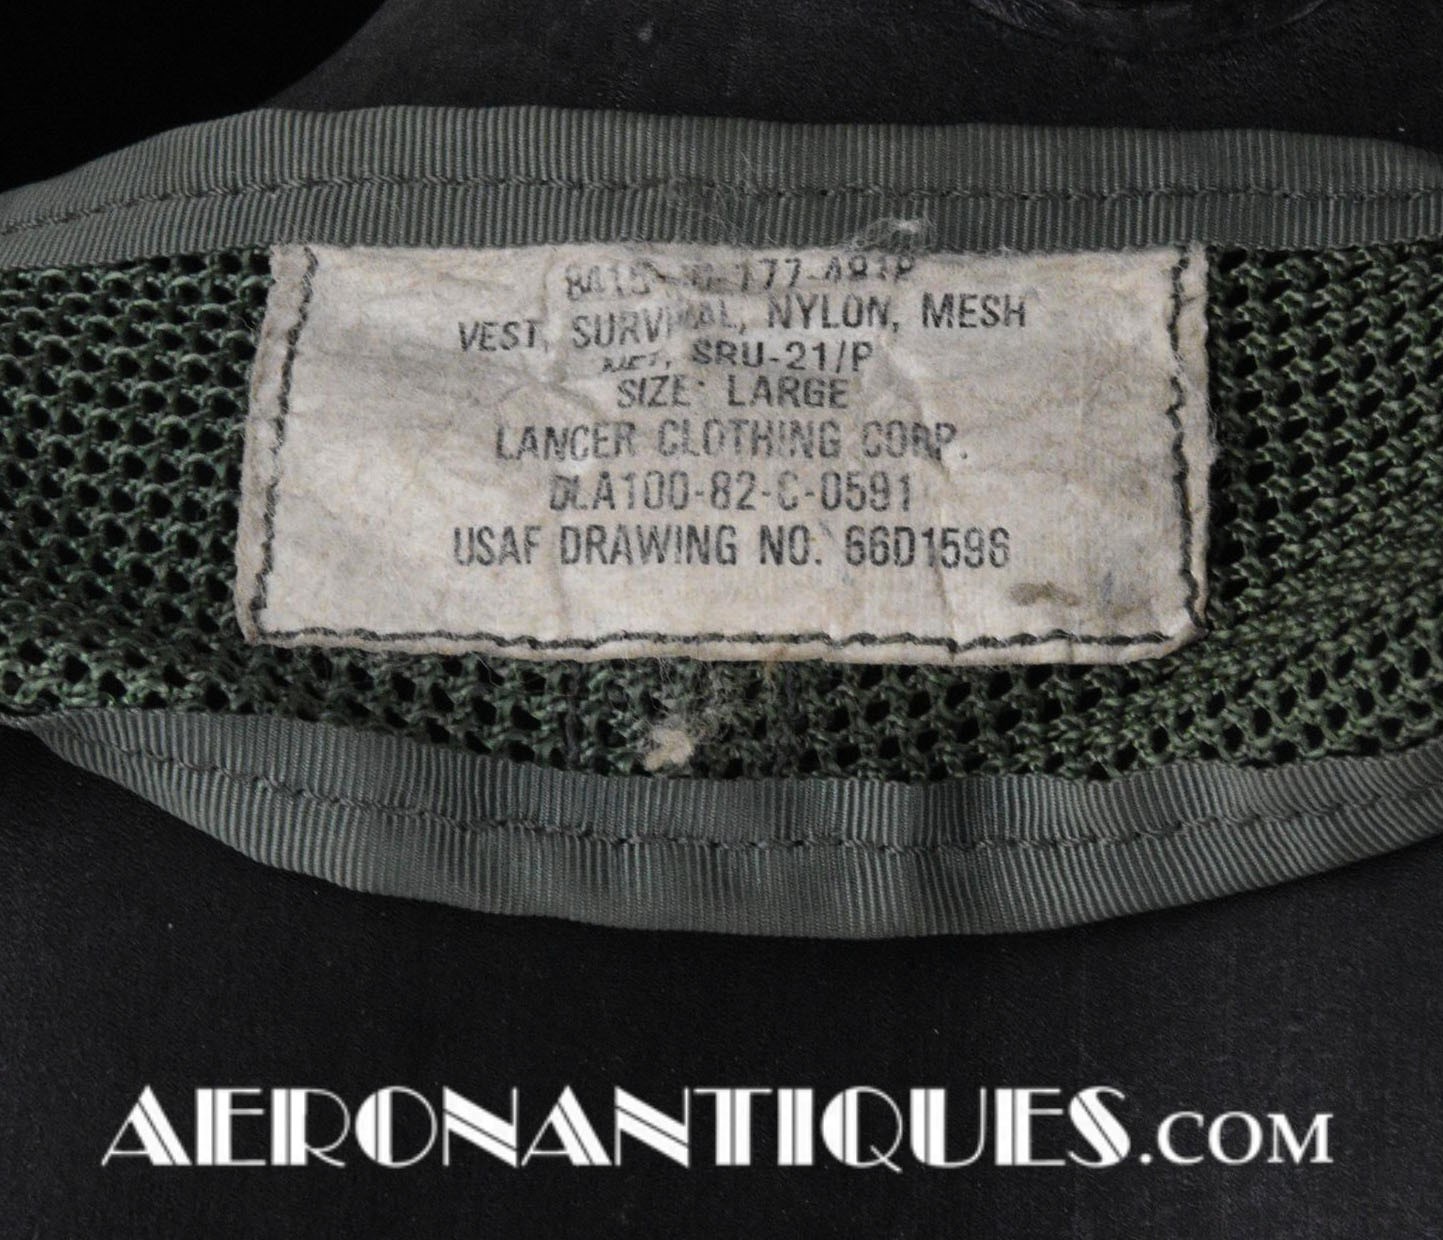 VEST, SURVIVAL, NYLON, MESH
NET, SRU-21/P
SIZE: LARGE
LANCER CLOTHING CORP.
DLA100-82-C-0591
USAF DRAWING NO. 66D1596
AERONANTIQUES.COM